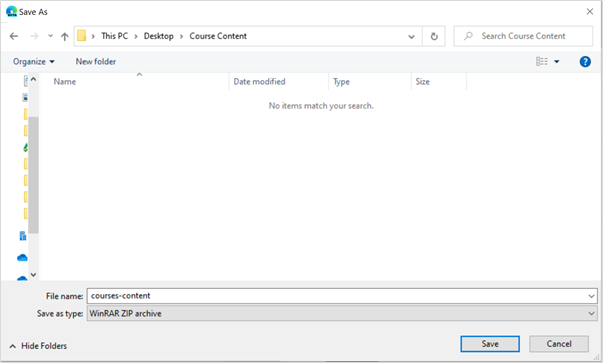 Save As
This PC > Desktop > Course Content
Search Course Content
Organize
New folder
Name
Date modified
Type
Size
No items match your search.
File name: courses-content
Save as type: WinRAR ZIP archive
Hide Folders
Save
Cancel